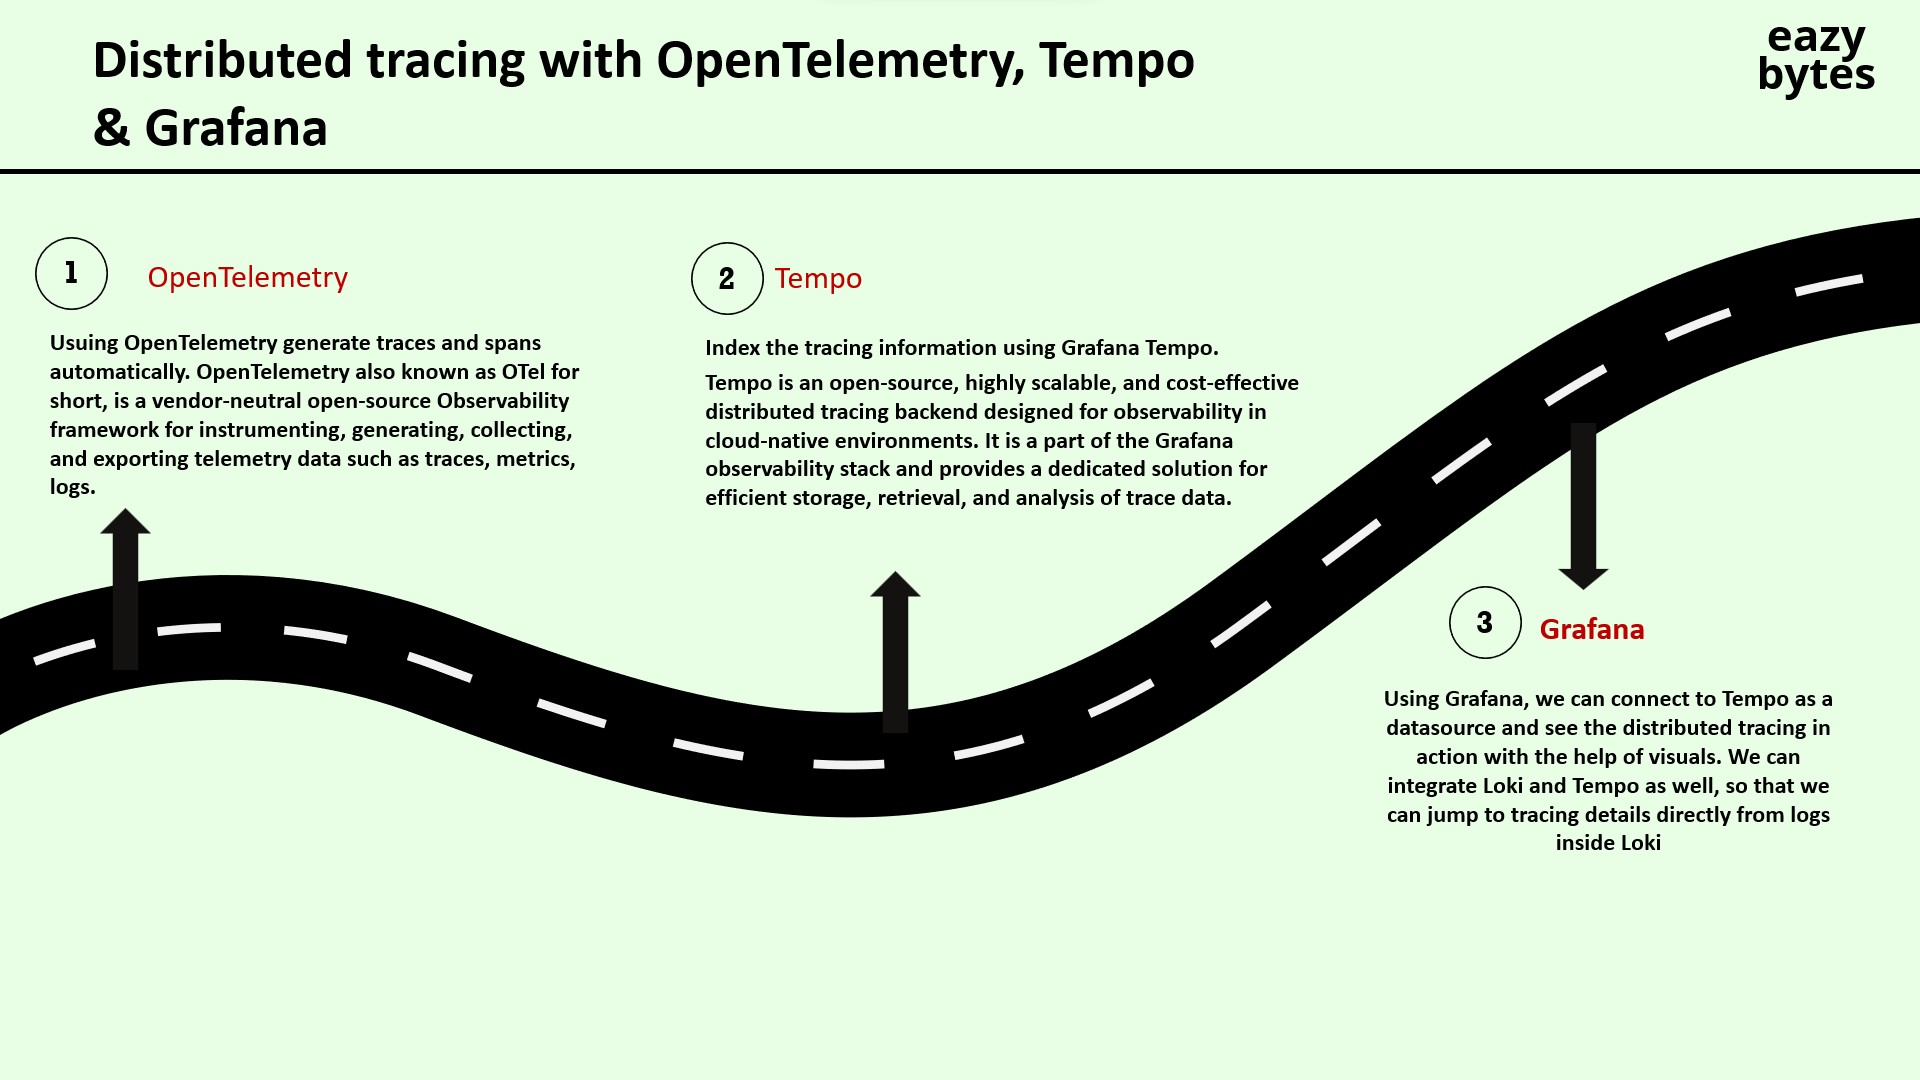 Distributed tracing with OpenTelemetry, Tempo
& Grafana
eazy
bytes
1
OpenTelemetry
Usuing OpenTelemetry generate traces and spans
automatically. OpenTelemetry also known as OTel for
short, is a vendor-neutral open-source Observability
framework for instrumenting, generating, collecting,
and exporting telemetry data such as traces, metrics,
logs.
2
Tempo
Index the tracing information using Grafana Tempo.
Tempo is an open-source, highly scalable, and cost-effective
distributed tracing backend designed for observability in
cloud-native environments. It is a part of the Grafana
observability stack and provides a dedicated solution for
efficient storage, retrieval, and analysis of trace data.
3
Grafana
Using Grafana, we can connect to Tempo as a
datasource and see the distributed tracing in
action with the help of visuals. We can
integrate Loki and Tempo as well, so that we
can jump to tracing details directly from logs
inside Loki